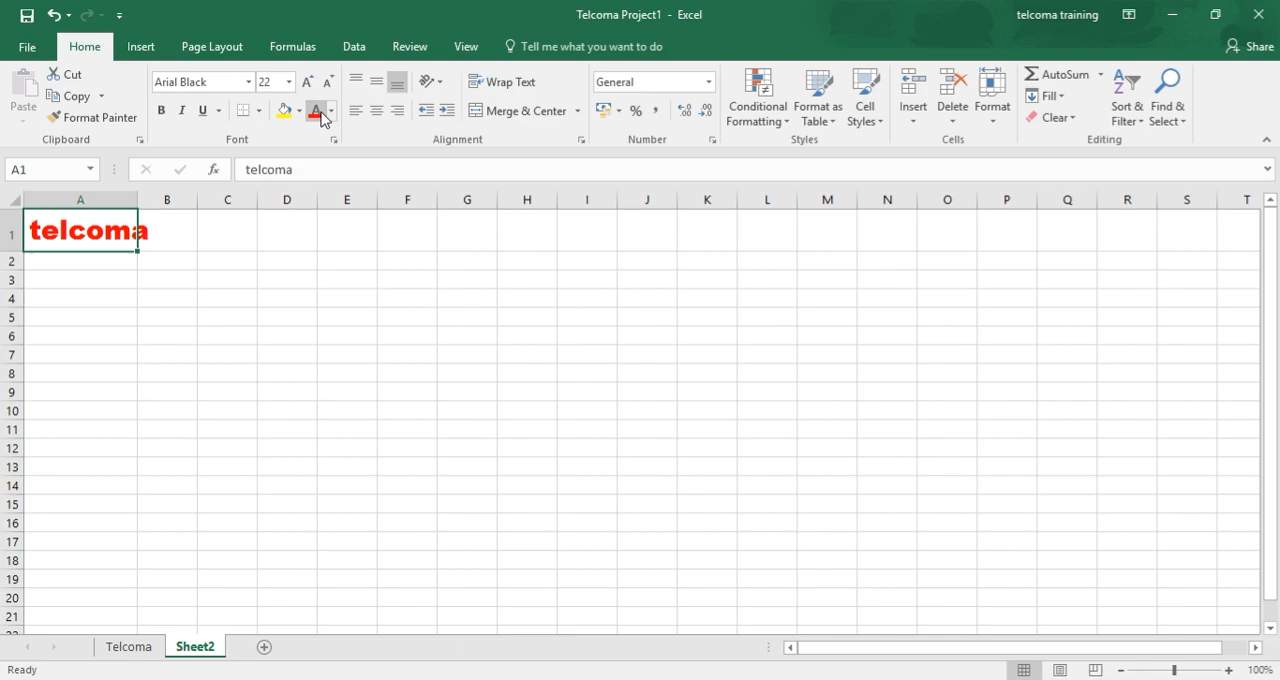 Telcoma Project1 - Excel
telcoma training
File
Home
Insert
Page Layout
Formulas
Data
Review
View
Tell me what you want to do
Share
Paste
Cut
Copy
Format Painter
Clipboard
Arial Black
22
B I U
Font
Wrap Text
Merge & Center
Alignment
General
%
Number
Conditional Formatting
Format as Table
Cell Styles
Styles
Insert
Delete
Format
Cells
AutoSum
Fill
Clear
Sort & Filter
Find & Select
Editing
A1
fx
telcoma
A B C D E F G H I J K L M N O P Q R S T
1 telcoma
2
3
4
5
6
7
8
9
10
11
12
13
14
15
16
17
18
19
20
21
22
Telcoma
Sheet2
Ready
100%